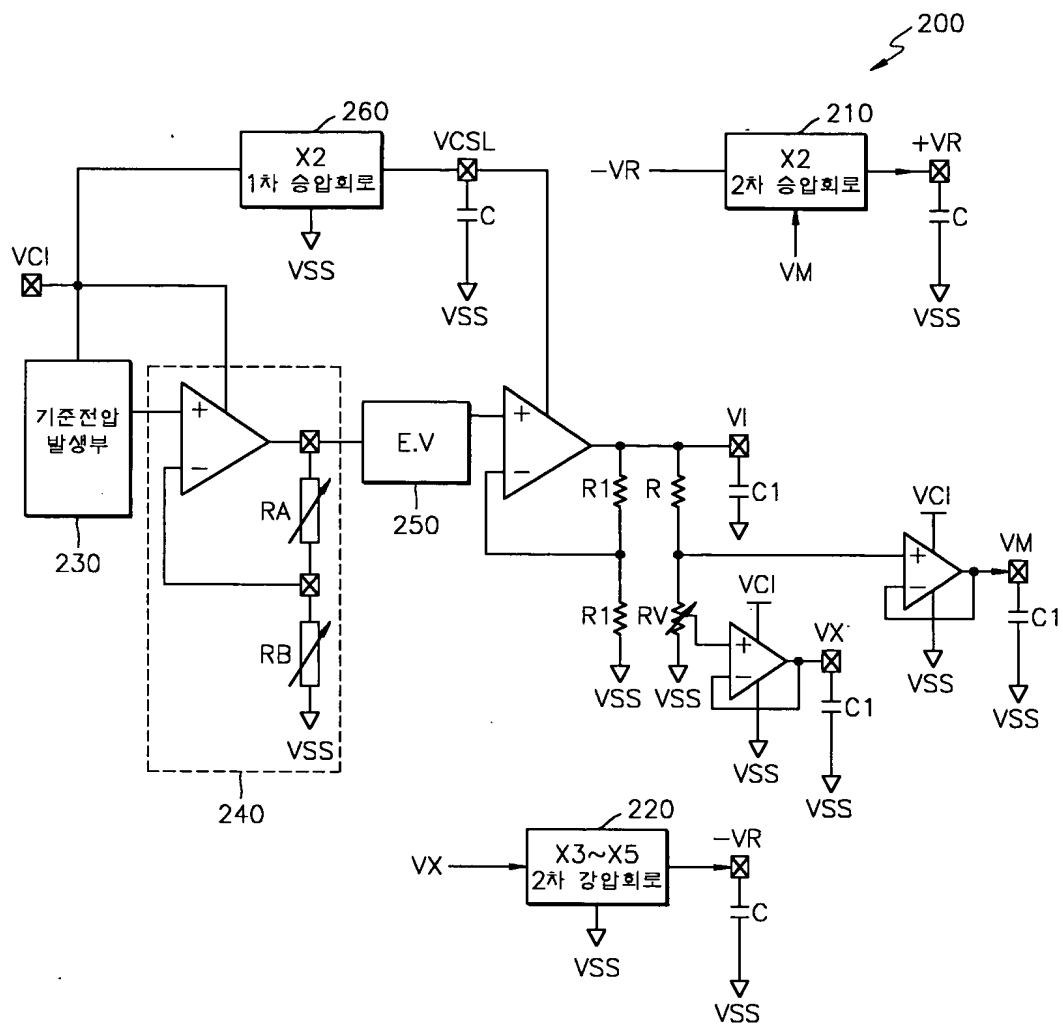 200
260
X2
1차 승압회로
VCSL
C
VSS
VSS
210
-VR
X2
2차 승압회로
+VR
C
VM
VSS
VCI
기준전압
발생부
230
+
-
RA
RB
VSS
240
E.V
250
+
-
R1
R
VI
C1
R1
RV
VSS
VSS
VCI
+
-
VX
C1
VSS
VSS
VCI
+
-
VM
C1
VSS
VSS
220
VX
X3~X5
2차 강압회로
-VR
C
VSS
VSS